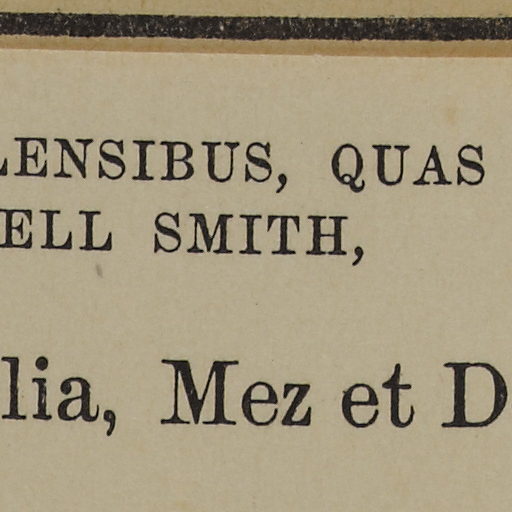 LENSIBUS, QUAS
ELL SMITH,
lia, Mez et D